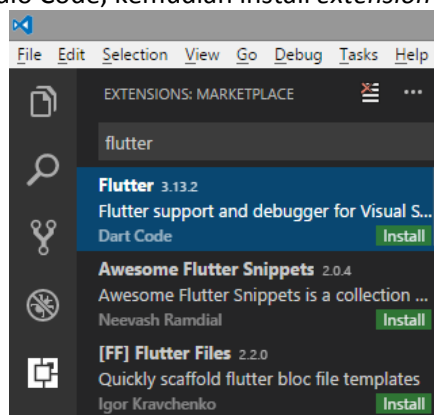 lo Code, kemudian install extension
File Edit Selection View Go Debug Tasks Help
EXTENSIONS: MARKETPLACE
flutter
Flutter 3.13.2
Flutter support and debugger for Visual S...
Dart Code Install
Awesome Flutter Snippets 2.0.4
Awesome Flutter Snippets is a collection ...
Neevash Ramdial Install
[FF] Flutter Files 2.2.0
Quickly scaffold flutter bloc file templates
Igor Kravchenko Install